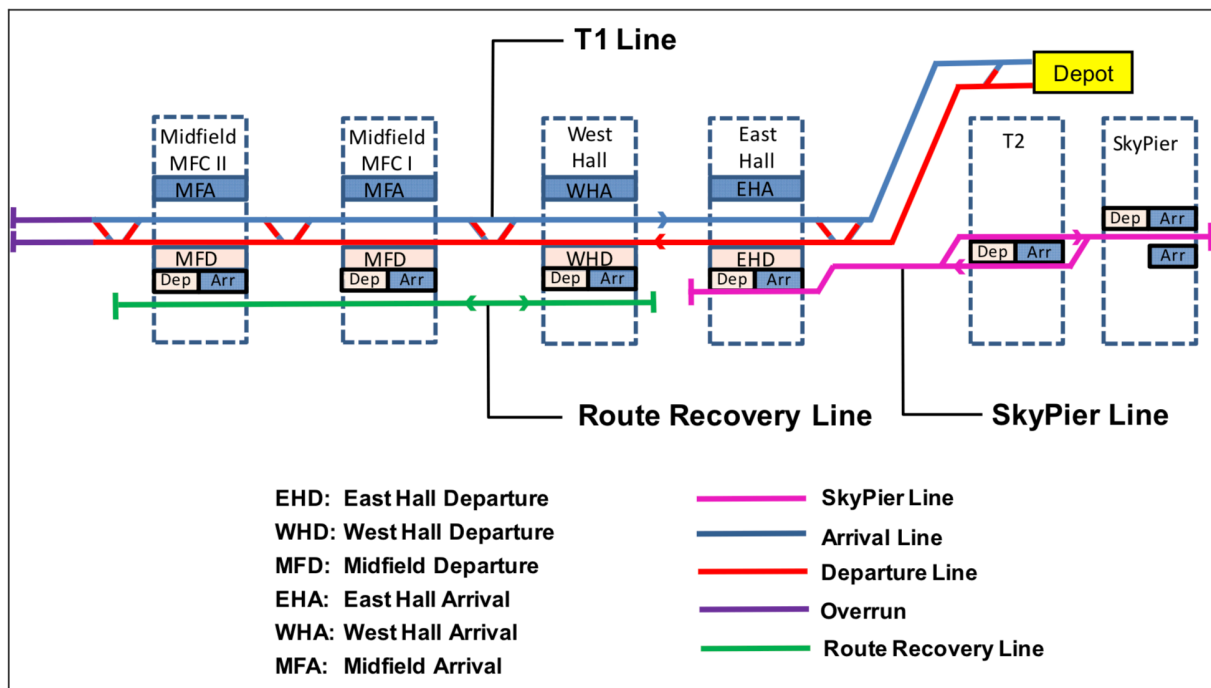 T1 Line
Depot
Midfield
MFC II
Midfield
MFC I
West
Hall
East
Hall
T2
SkyPier
MFA
MFA
WHA
EHA
Dep Arr
MFD
MFD
WHD
EHD
Dep Arr
Arr
Dep Arr
Dep Arr
Dep Arr
Dep Arr
Route Recovery Line
SkyPier Line
EHD: East Hall Departure
WHD: West Hall Departure
MFD: Midfield Departure
EHA: East Hall Arrival
WHA: West Hall Arrival
MFA: Midfield Arrival
SkyPier Line
Arrival Line
Departure Line
Overrun
Route Recovery Line